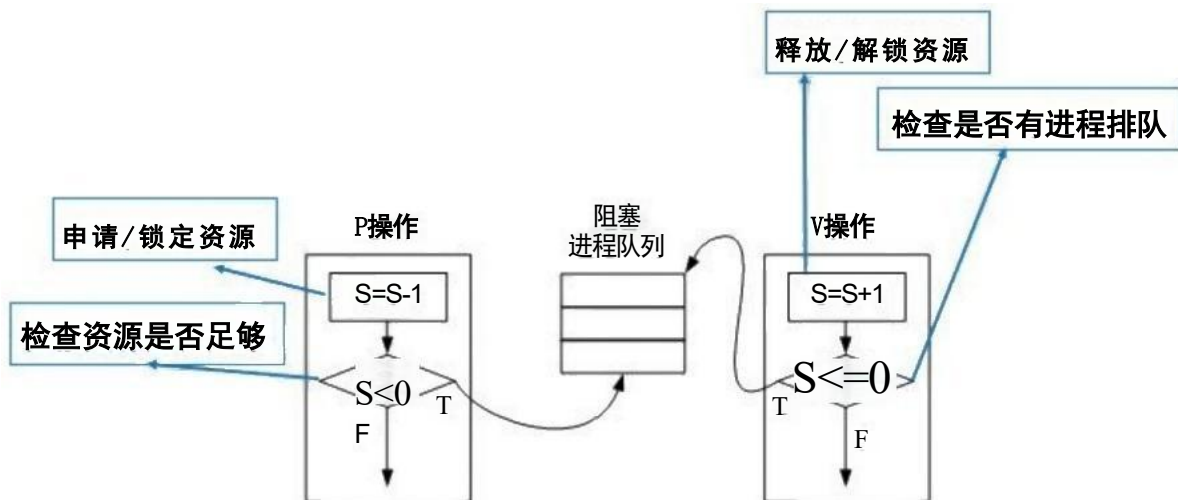 释放/解锁资源
检查是否有进程排队
申请/锁定资源
P操作
阻塞
进程队列
V操作
S=S-1
S=S+1
检查资源是否足够
S<0
T
F
S<=0
T
F